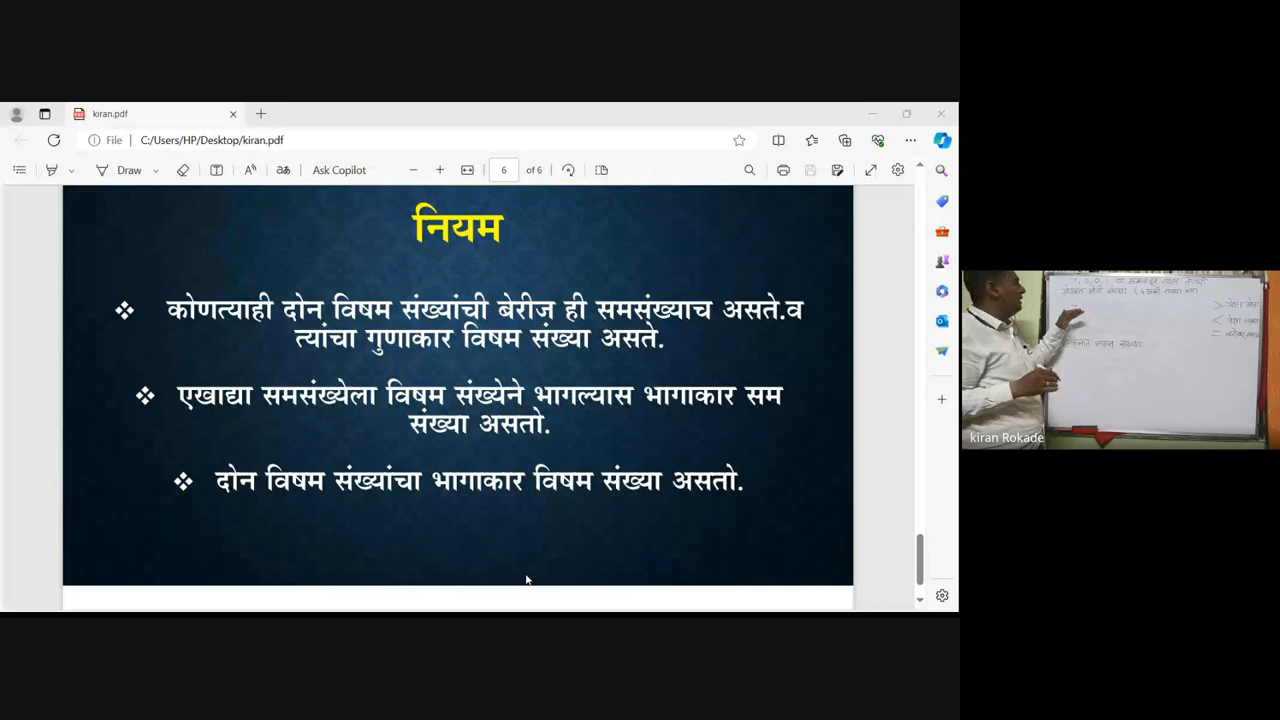 kiran.pdf
File
C:/Users/HP/Desktop/kiran.pdf
Draw
Ask Copilot
6
of 6
नियम
❖ कोणत्याही दोन विषम संख्यांची बेरीज ही समसंख्याच असते.व
त्यांचा गुणाकार विषम संख्या असते.
❖ एखाद्या समसंख्येला विषम संख्येने भागल्यास भागाकार सम
संख्या असतो.
❖ दोन विषम संख्यांचा भागाकार विषम संख्या असतो.
kiran Rokade